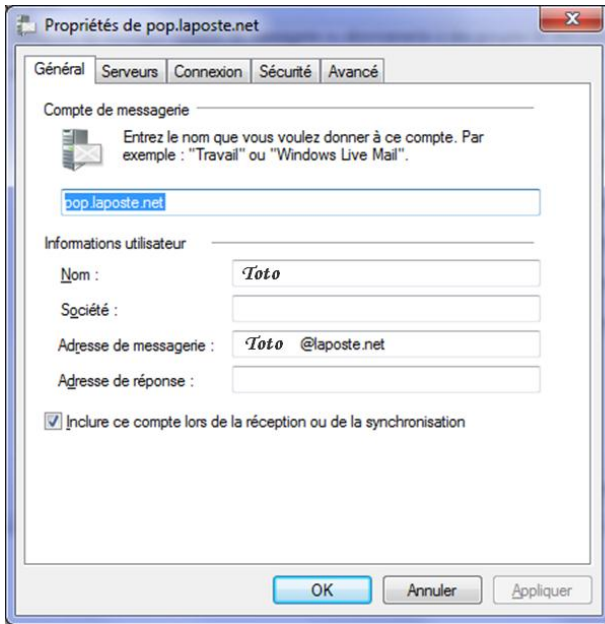 Propriétés de pop.laposte.net
Général Serveurs Connexion Sécurité Avancé
Compte de messagerie
Entrez le nom que vous voulez donner à ce compte. Par
exemple : "Travail" ou "Windows Live Mail".
pop.laposte.net
Informations utilisateur
Nom : Toto
Société :
Adresse de messagerie : Toto @laposte.net
Adresse de réponse :
Inclure ce compte lors de la réception ou de la synchronisation
OK Annuler Appliquer